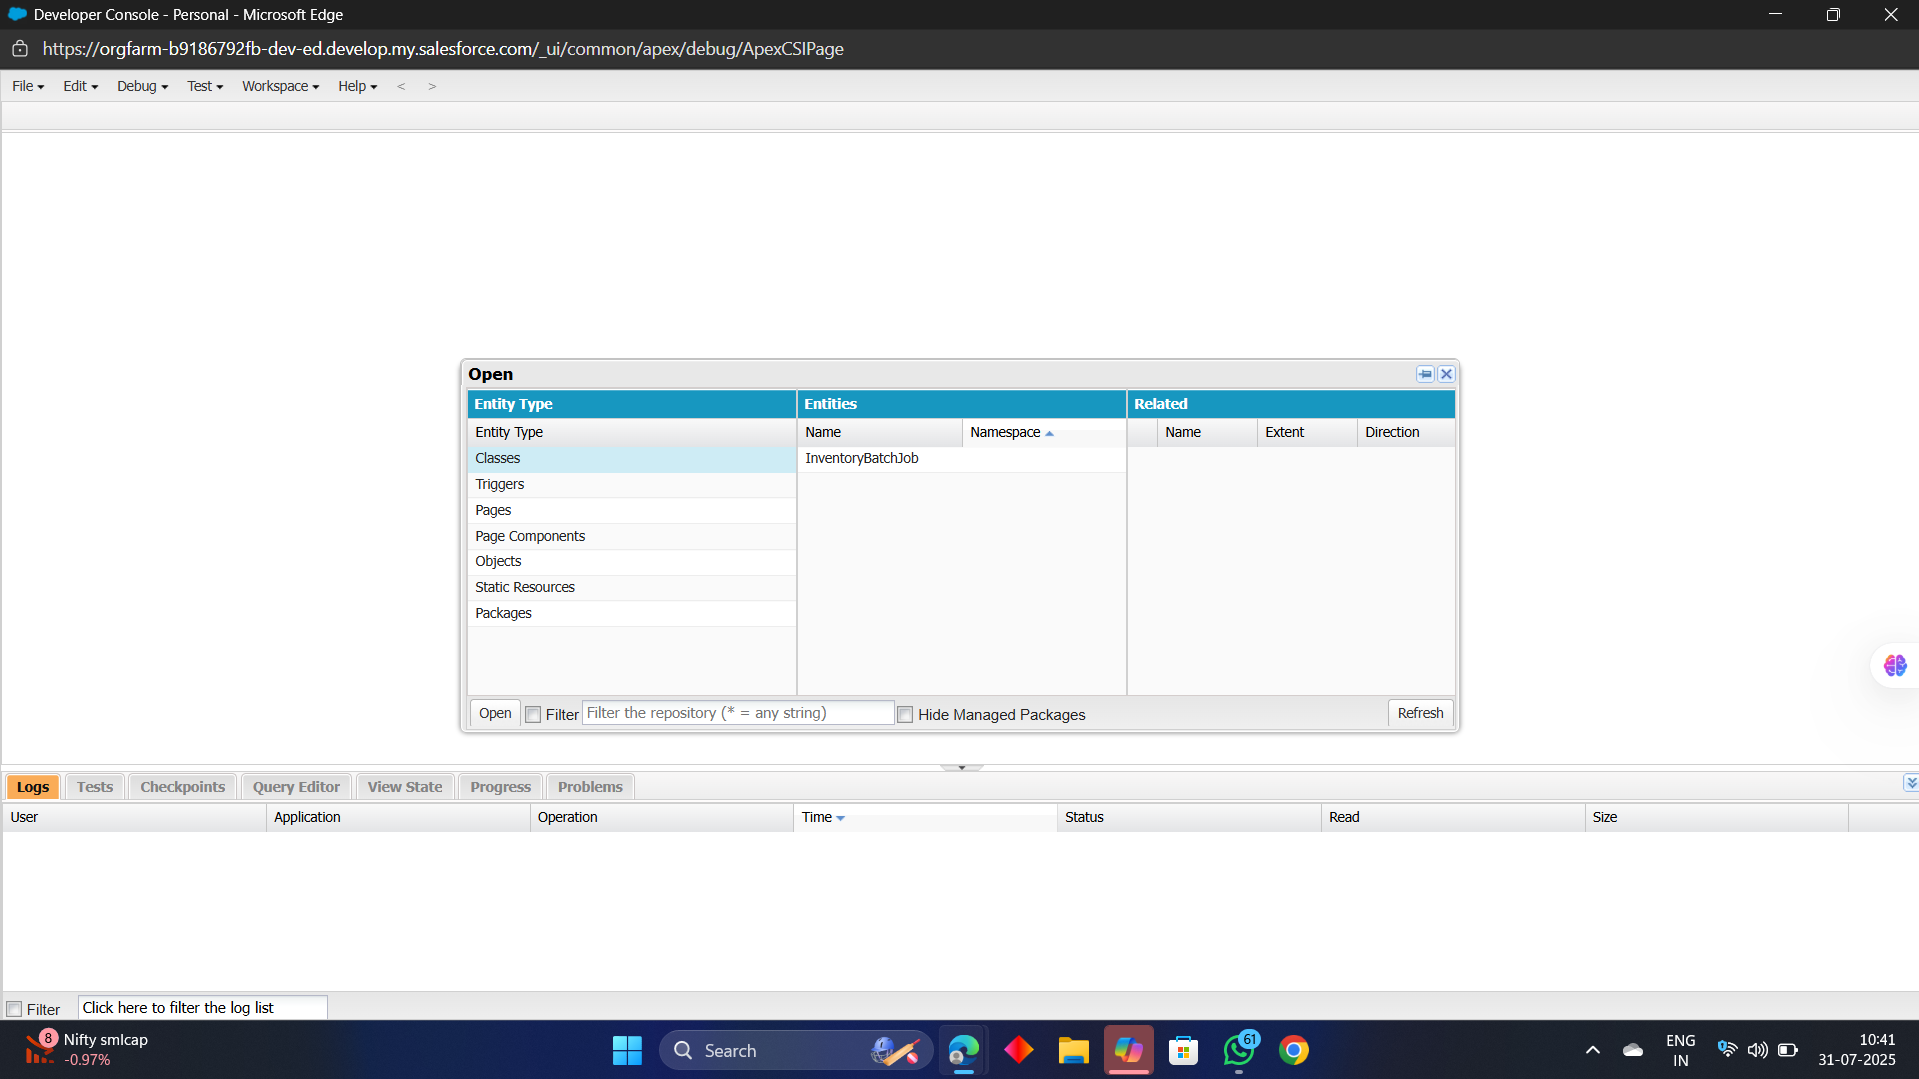 Developer Console - Personal - Microsoft Edge
https://orgfarm-b9186792fb-dev-ed.develop.my.salesforce.com/_ui/common/apex/debug/ApexCSIPage
File Edit Debug Test Workspace Help < >
Open
Entity Type Entities Related
Entity Type Name Namespace Name Extent Direction
Classes InventoryBatchJob
Triggers
Pages
Page Components
Objects
Static Resources
Packages
Open Filter Filter the repository (* = any string) Hide Managed Packages Refresh
Logs Tests Checkpoints Query Editor View State Progress Problems
User Application Operation Time Status Read Size
Filter Click here to filter the log list
8 Nifty smlcap
-0.97%
Search
61
ENG
IN
10:41
31-07-2025